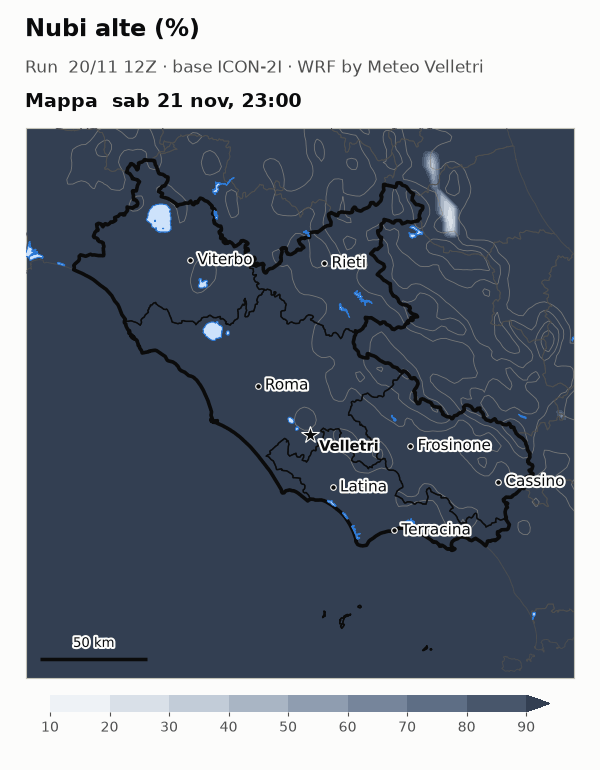 Nubi alte (%)
Run 20/11 12Z · base ICON-2I · WRF by Meteo Velletri
Mappa sab 21 nov, 23:00
Viterbo
Rieti
Roma
Velletri
Frosinone
Cassino
Latina
Terracina
50 km
10 20 30 40 50 60 70 80 90